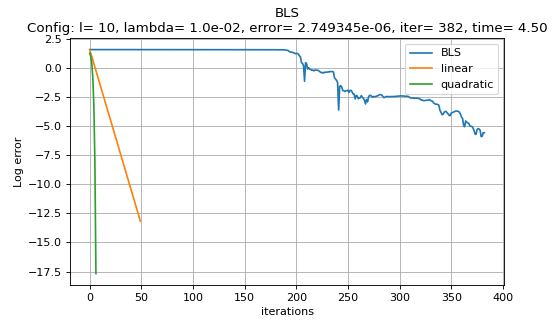 BLS
Config: l= 10, lambda= 1.0e-02, error= 2.749345e-06, iter= 382, time= 4.50
2.5
0.0
−2.5
−5.0
−7.5
−10.0
−12.5
−15.0
−17.5
Log error
BLS
linear
quadratic
0
50
100
150
200
250
300
350
400
iterations